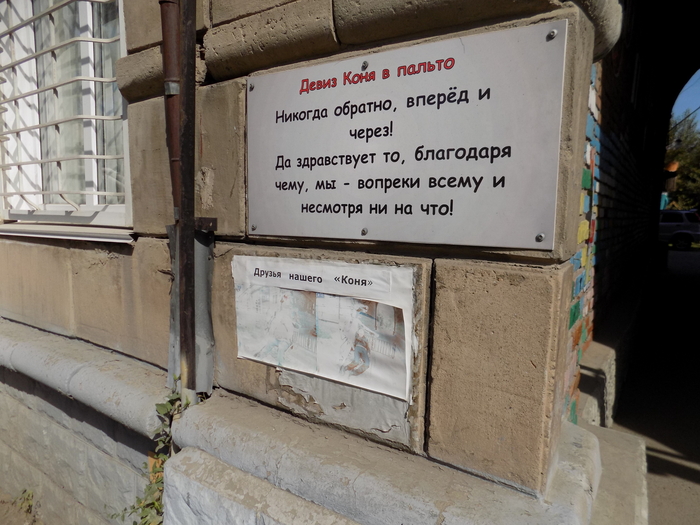 Девиз Коня в пальто
Никогда обратно, вперёд и
через!
Да здравствует то, благодаря
чему, мы - вопреки всему и
несмотря ни на что!
Друзья нашего «Коня»